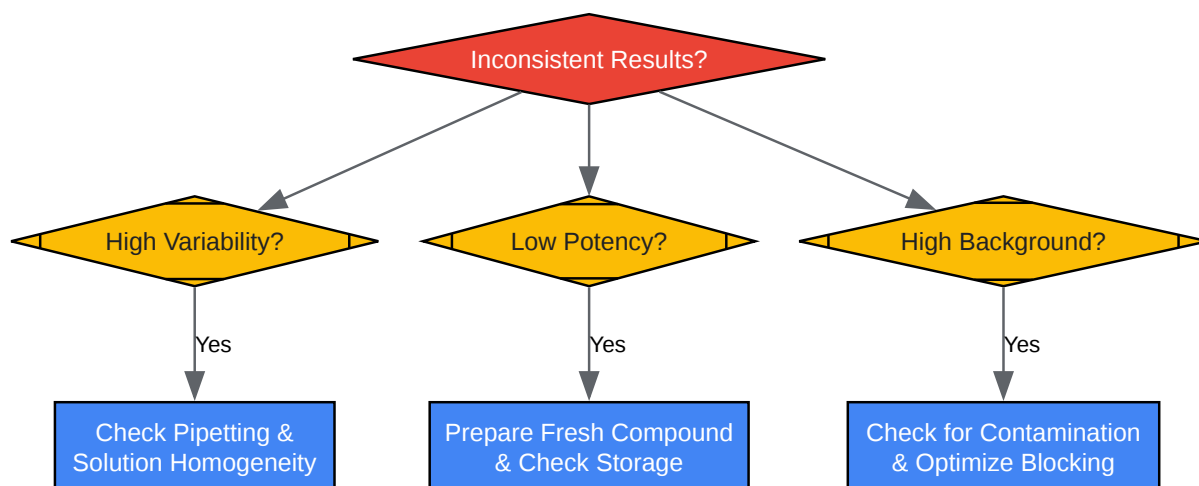 Inconsistent Results?
High Variability?
Low Potency?
High Background?
Yes
Yes
Yes
Check Pipetting &
Solution Homogeneity
Prepare Fresh Compound
& Check Storage
Check for Contamination
& Optimize Blocking